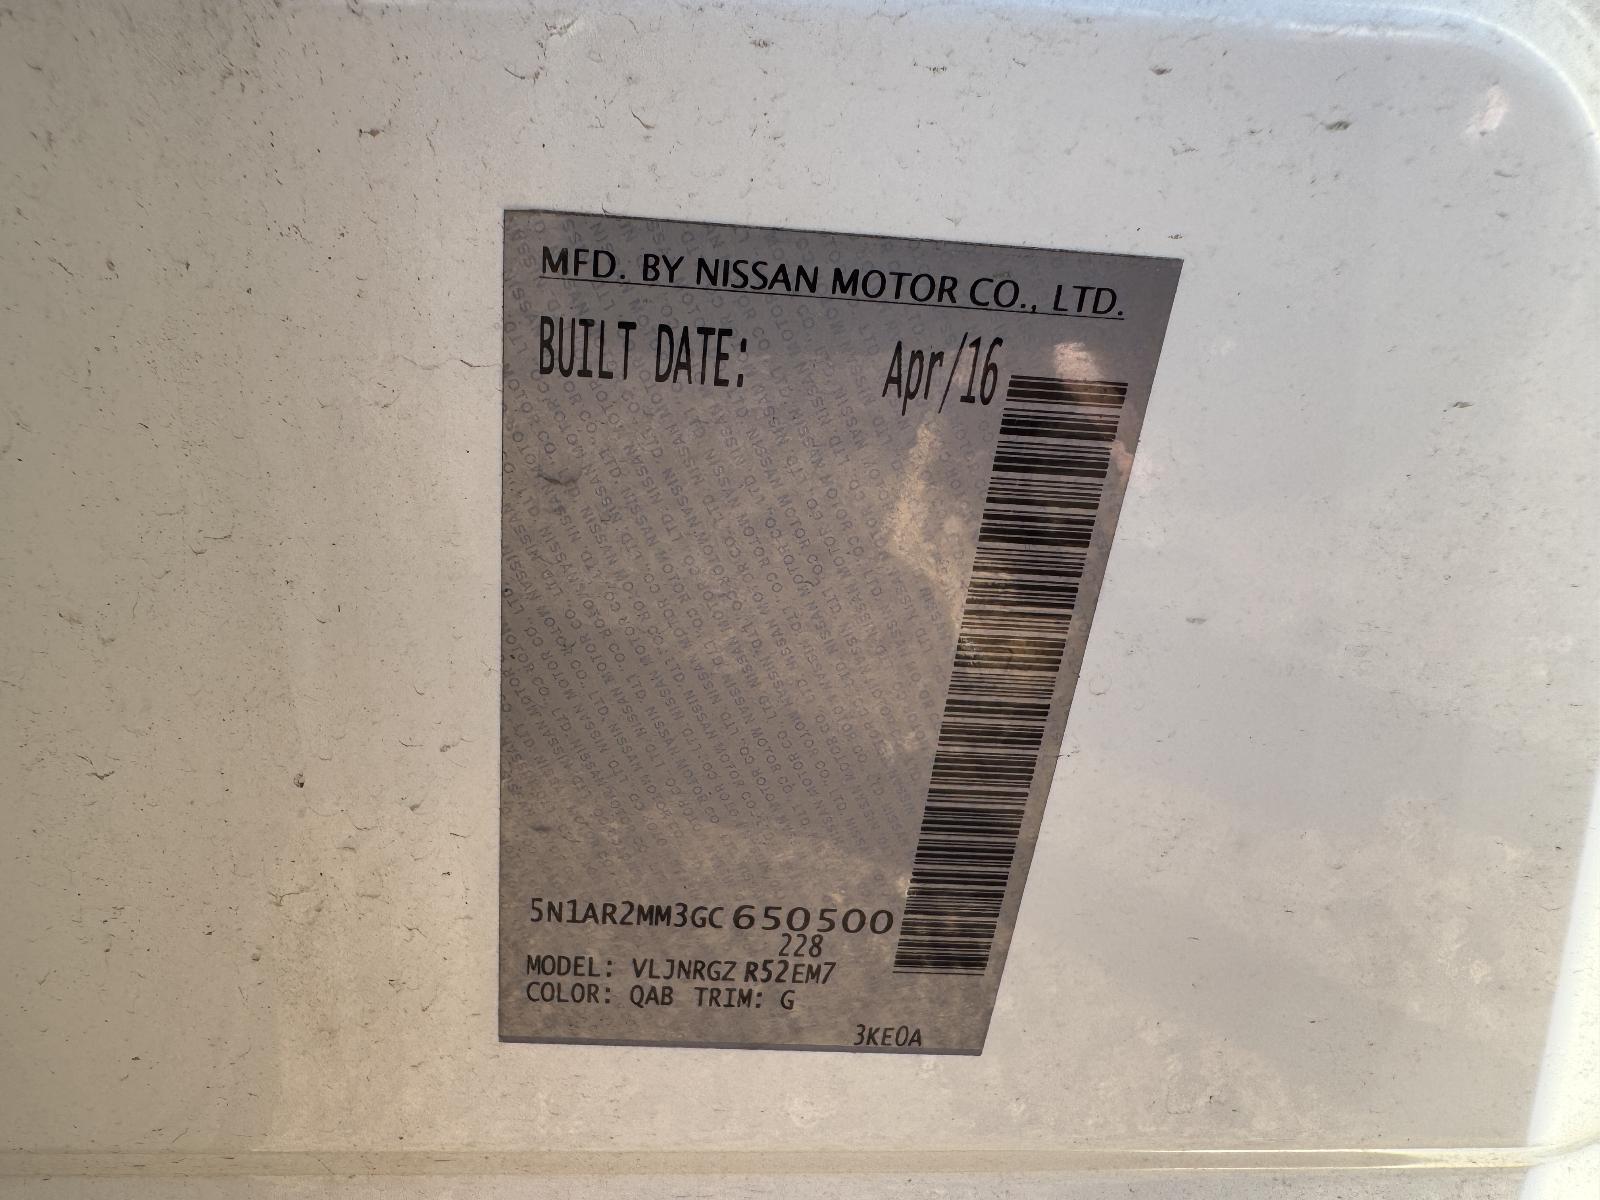 MFD. BY NISSAN MOTOR CO., LTD.
BUILT DATE: Apr/16
5N1AR2MM3GC650500
228
MODEL: VLJNRGZ R52EM7
COLOR: QAB TRIM: G
3KE0A